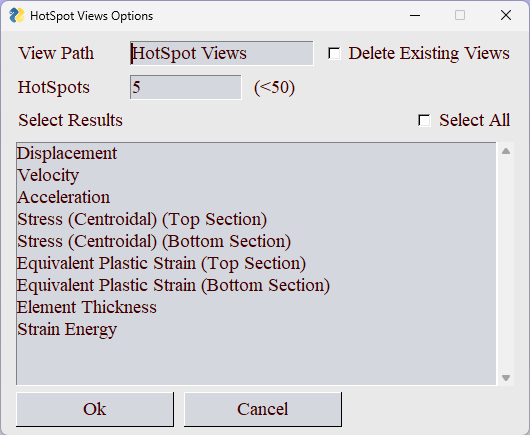 HotSpot Views Options
View Path HotSpot Views Delete Existing Views
HotSpots 5 (<50)
Select Results Select All
Displacement
Velocity
Acceleration
Stress (Centroidal) (Top Section)
Stress (Centroidal) (Bottom Section)
Equivalent Plastic Strain (Top Section)
Equivalent Plastic Strain (Bottom Section)
Element Thickness
Strain Energy
Ok Cancel